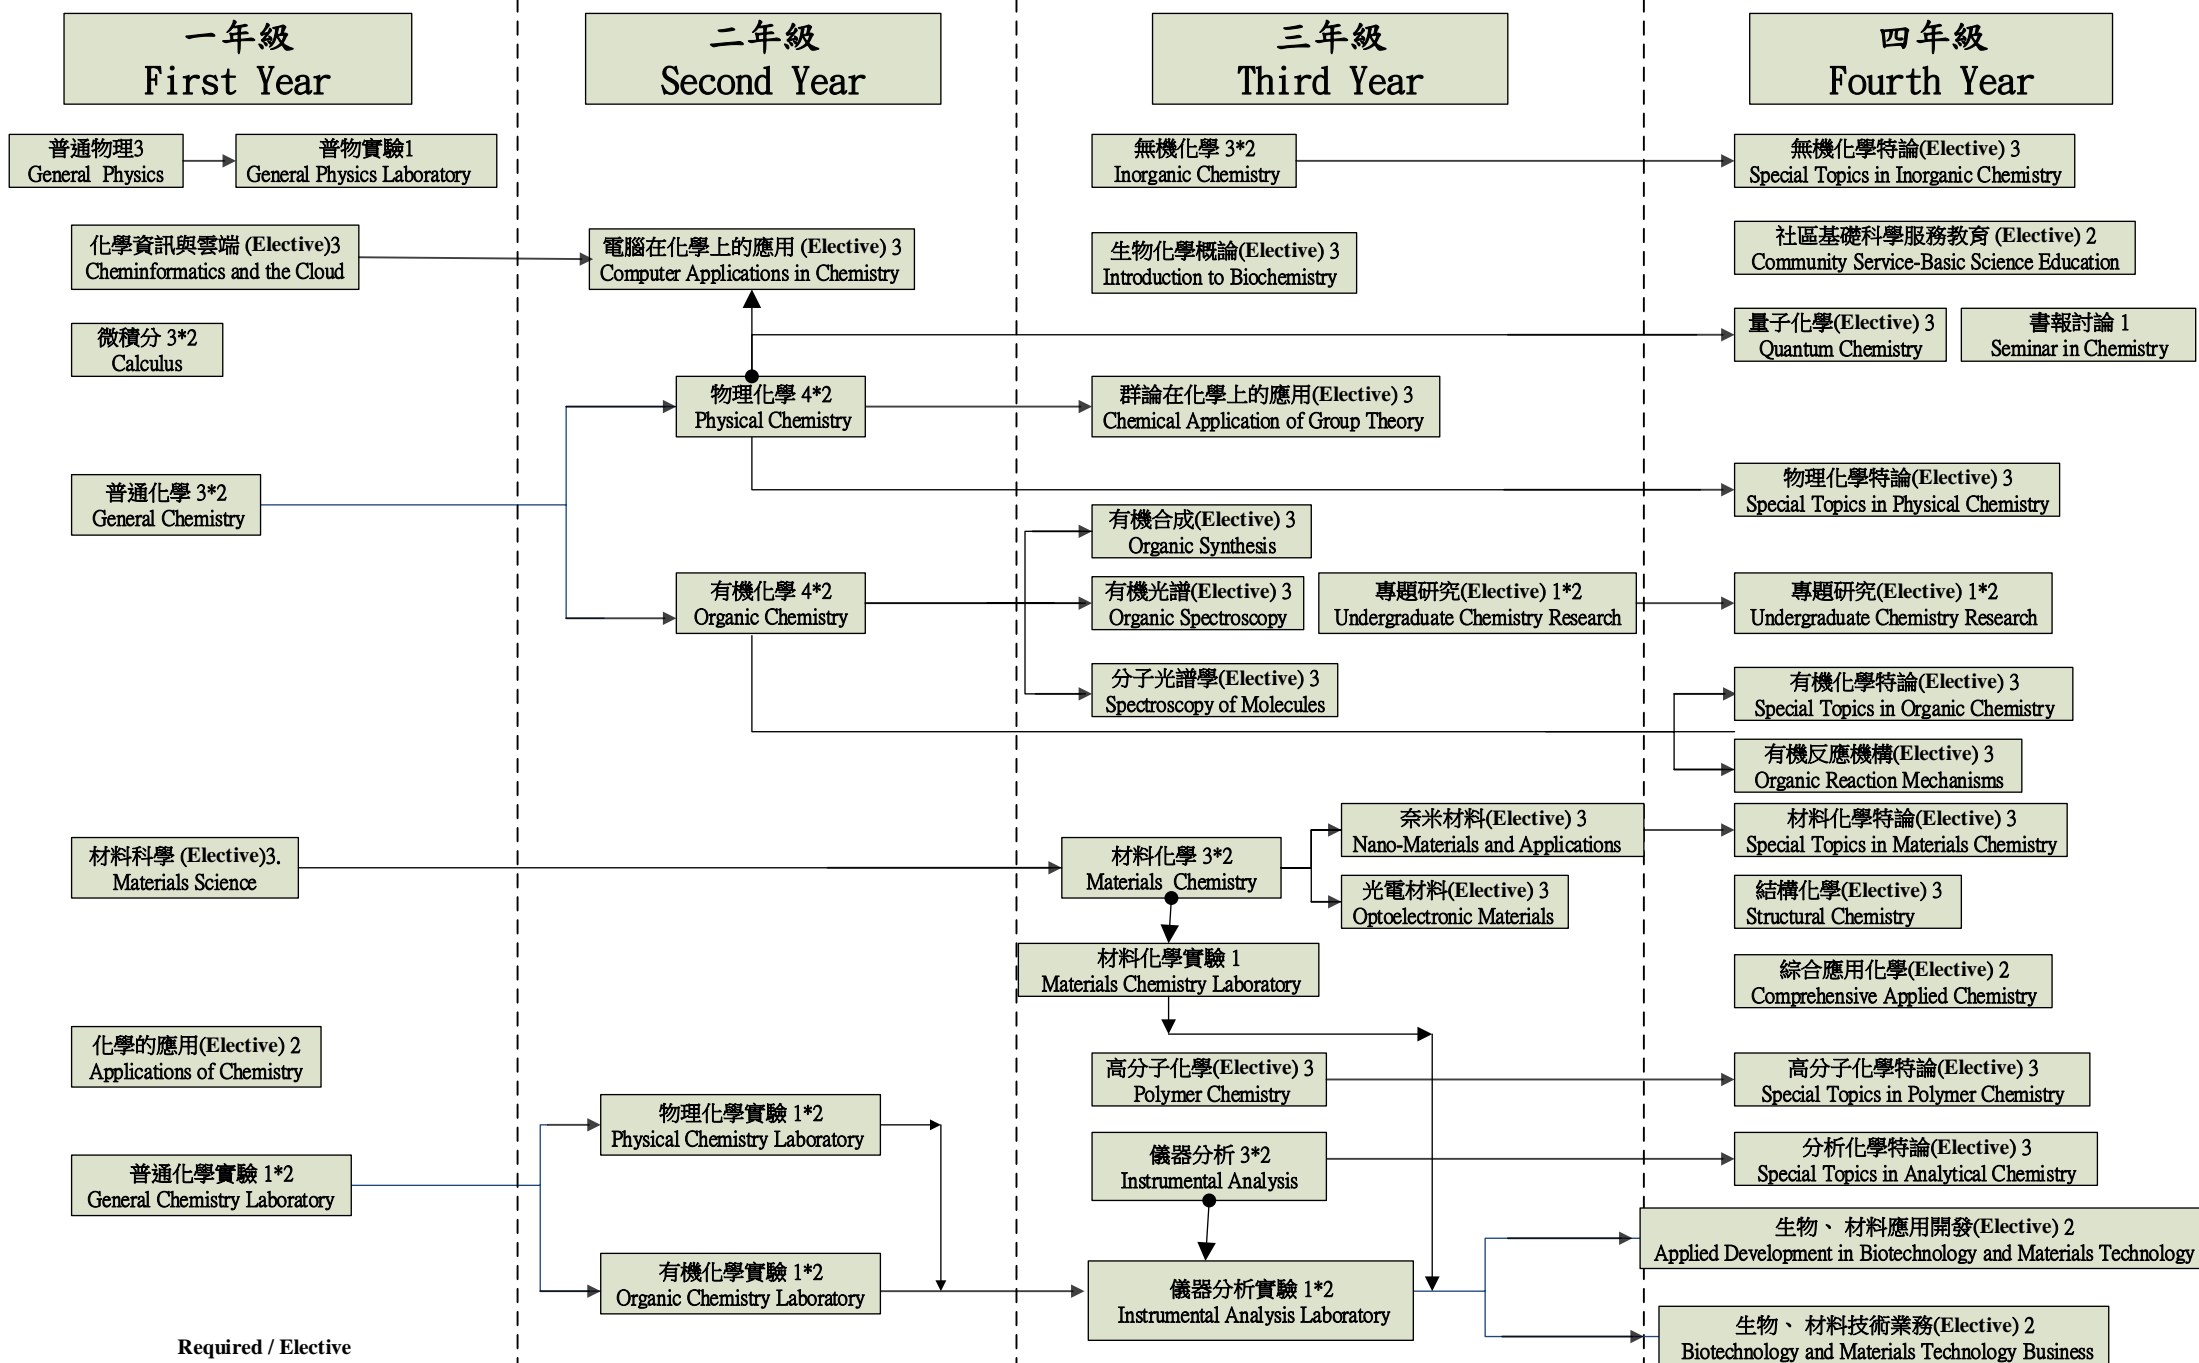 一年級
First Year
二年級
Second Year
三年級
Third Year
四年級
Fourth Year
普通物理3
General Physics
普物實驗1
General Physics Laboratory
無機化學 3*2
Inorganic Chemistry
無機化學特論(Elective) 3
Special Topics in Inorganic Chemistry
化學資訊與雲端 (Elective)3
Cheminformatics and the Cloud
電腦在化學上的應用 (Elective) 3
Computer Applications in Chemistry
生物化學概論(Elective) 3
Introduction to Biochemistry
社區基礎科學服務教育 (Elective) 2
Community Service-Basic Science Education
微積分 3*2
Calculus
量子化學(Elective) 3
Quantum Chemistry
書報討論 1
Seminar in Chemistry
物理化學 4*2
Physical Chemistry
群論在化學上的應用(Elective) 3
Chemical Application of Group Theory
普通化學 3*2
General Chemistry
物理化學特論(Elective) 3
Special Topics in Physical Chemistry
有機合成(Elective) 3
Organic Synthesis
有機化學 4*2
Organic Chemistry
有機光譜(Elective) 3
Organic Spectroscopy
專題研究(Elective) 1*2
Undergraduate Chemistry Research
專題研究(Elective) 1*2
Undergraduate Chemistry Research
分子光譜學(Elective) 3
Spectroscopy of Molecules
有機化學特論(Elective) 3
Special Topics in Organic Chemistry
有機反應機構(Elective) 3
Organic Reaction Mechanisms
材料科學 (Elective)3.
Materials Science
材料化學 3*2
Materials Chemistry
奈米材料(Elective) 3
Nano-Materials and Applications
材料化學特論(Elective) 3
Special Topics in Materials Chemistry
光電材料(Elective) 3
Optoelectronic Materials
結構化學(Elective) 3
Structural Chemistry
材料化學實驗 1
Materials Chemistry Laboratory
綜合應用化學(Elective) 2
Comprehensive Applied Chemistry
化學的應用(Elective) 2
Applications of Chemistry
高分子化學(Elective) 3
Polymer Chemistry
高分子化學特論(Elective) 3
Special Topics in Polymer Chemistry
物理化學實驗 1*2
Physical Chemistry Laboratory
普通化學實驗 1*2
General Chemistry Laboratory
儀器分析 3*2
Instrumental Analysis
分析化學特論(Elective) 3
Special Topics in Analytical Chemistry
生物、 材料應用開發(Elective) 2
Applied Development in Biotechnology and Materials Technology
有機化學實驗 1*2
Organic Chemistry Laboratory
儀器分析實驗 1*2
Instrumental Analysis Laboratory
生物、 材料技術業務(Elective) 2
Biotechnology and Materials Technology Business
Required / Elective